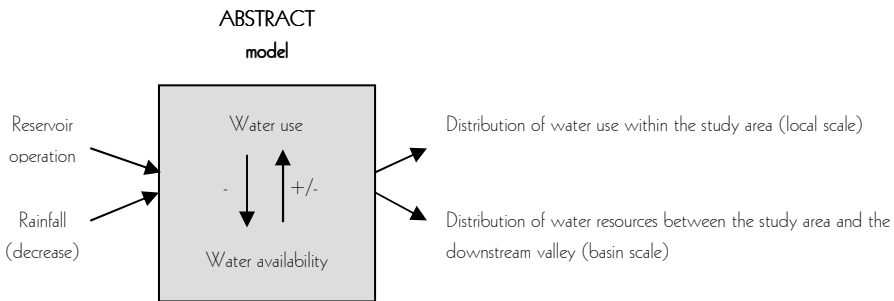 ABSTRACT
model
Reservoir
operation
Rainfall
(decrease)
Water use
-
+/-
Water availability
Distribution of water use within the study area (local scale)
Distribution of water resources between the study area and the
downstream valley (basin scale)